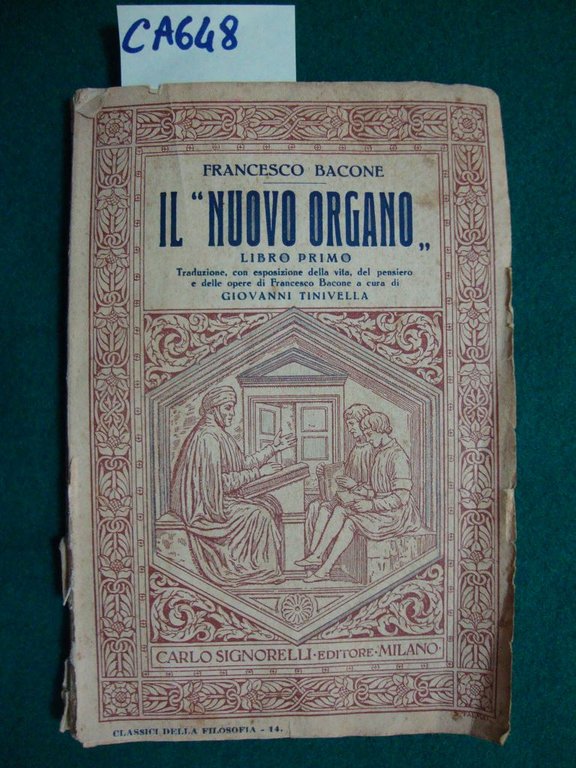 CA648
FRANCESCO BACONE
IL "NUOVO ORGANO„
LIBRO PRIMO
Traduzione, con esposizione della vita, del pensiero
e delle opere di Francesco Bacone a cura di
GIOVANNI TINIVELLA
CARLO SIGNORELLI·EDITORE·MILANO·
CLASSICI DELLA FILOSOFIA - 14.